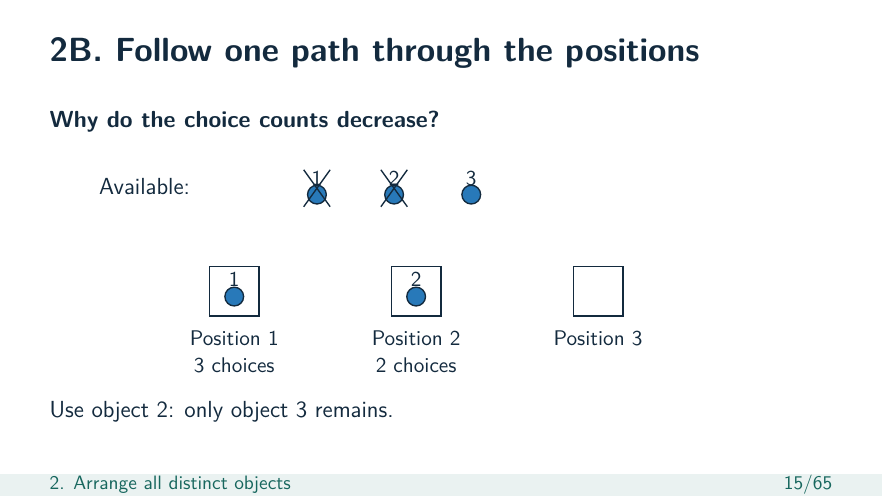 2B. Follow one path through the positions
Why do the choice counts decrease?
Available: 1 2 3
1 2
Position 1 Position 2 Position 3
3 choices 2 choices
Use object 2: only object 3 remains.
2. Arrange all distinct objects 15/65